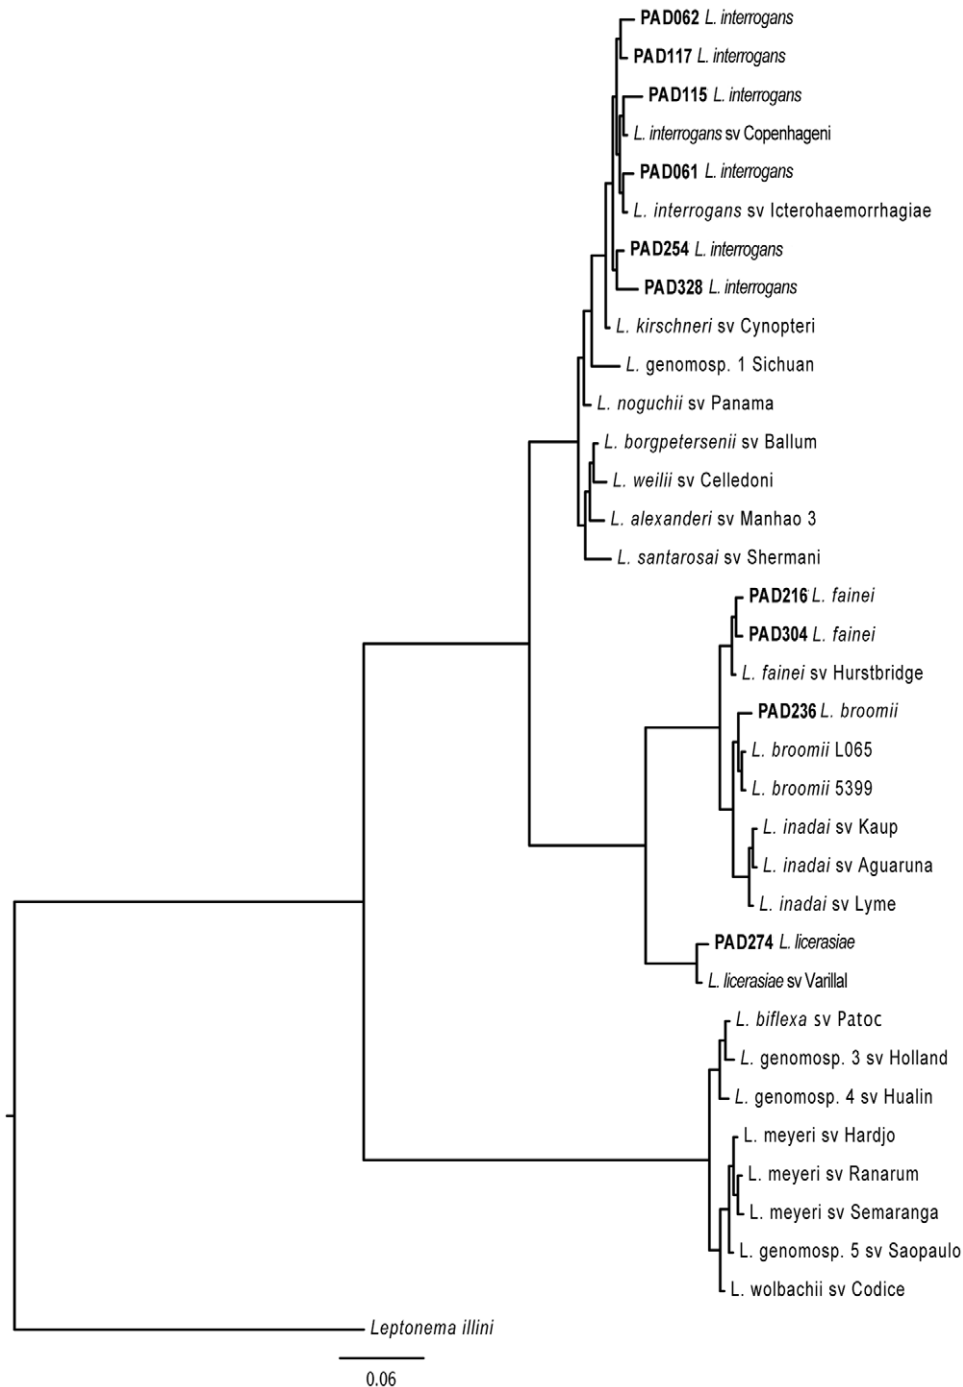 PAD062 L. interrogans
PAD117 L. interrogans
PAD115 L. interrogans
L. interrogans sv Copenhageni
PAD061 L. interrogans
L. interrogans sv Icterohaemorrhagiae
PAD254 L. interrogans
PAD328 L. interrogans
L. kirschneri sv Cynopteri
L. genomosp. 1 Sichuan
L. noguchii sv Panama
L. borgpetersenii sv Ballum
L. weilii sv Celledoni
L. alexanderi sv Manhao 3
L. santarosai sv Shermani
PAD216 L. fainei
PAD304 L. fainei
L. fainei sv Hurstbridge
PAD236 L. broomii
L. broomii L065
L. broomii 5399
L. inadai sv Kaup
L. inadai sv Aguaruna
L. inadai sv Lyme
PAD274 L. licerasiae
L. licerasiae sv Varillal
L. biflexa sv Patoc
L. genomosp. 3 sv Holland
L. genomosp. 4 sv Hualin
L. meyeri sv Hardjo
L. meyeri sv Ranarum
L. meyeri sv Semaranga
L. genomosp. 5 sv Saopaulo
L. wolbachii sv Codice
Leptonema illini
0.06